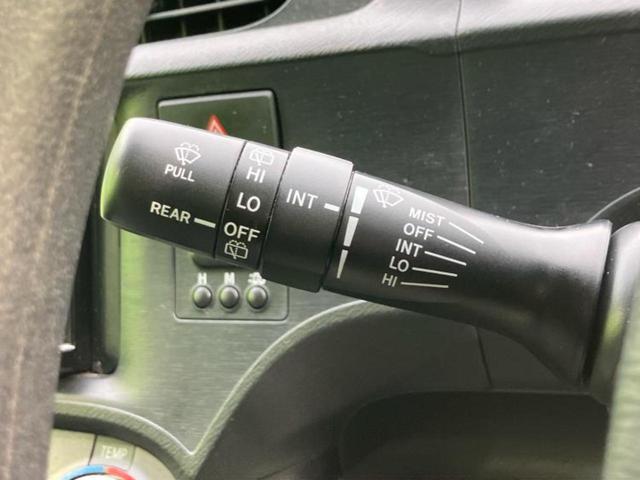 PULL
REAR
HI
LO
OFF
INT
MIST
OFF
INT
LO
HI
H M
TEMP